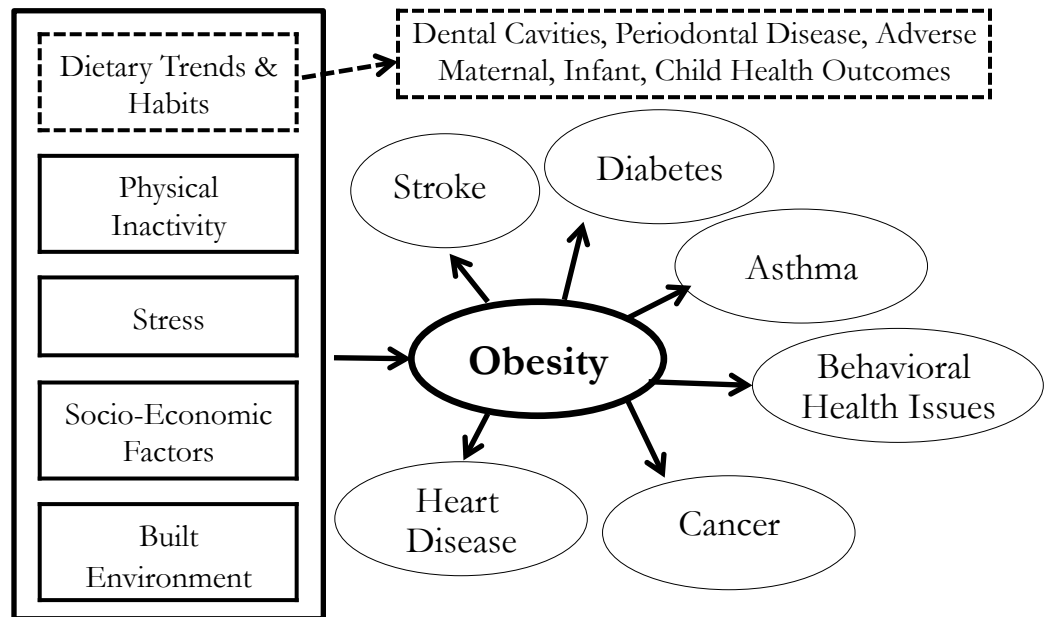 Dietary Trends &
Habits
Dental Cavities, Periodontal Disease, Adverse
Maternal, Infant, Child Health Outcomes
Physical
Inactivity
Stress
Socio-Economic
Factors
Built
Environment
Obesity
Stroke
Diabetes
Asthma
Behavioral
Health Issues
Cancer
Heart
Disease